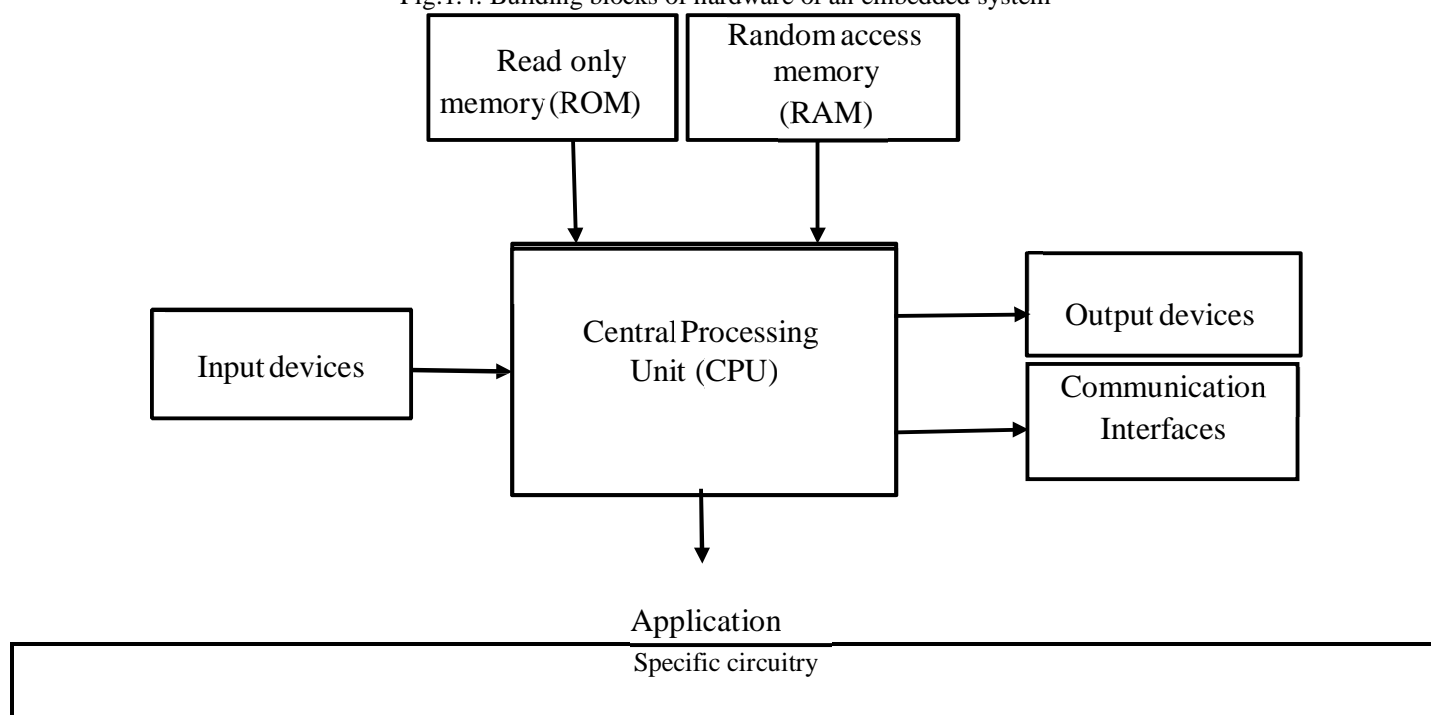 Fig.1.4. Building blocks of hardware of an embedded system
Read only
memory (ROM)
Random access
memory
(RAM)
Central Processing
Unit (CPU)
Input devices
Output devices
Communication
Interfaces
Application
Specific circuitry